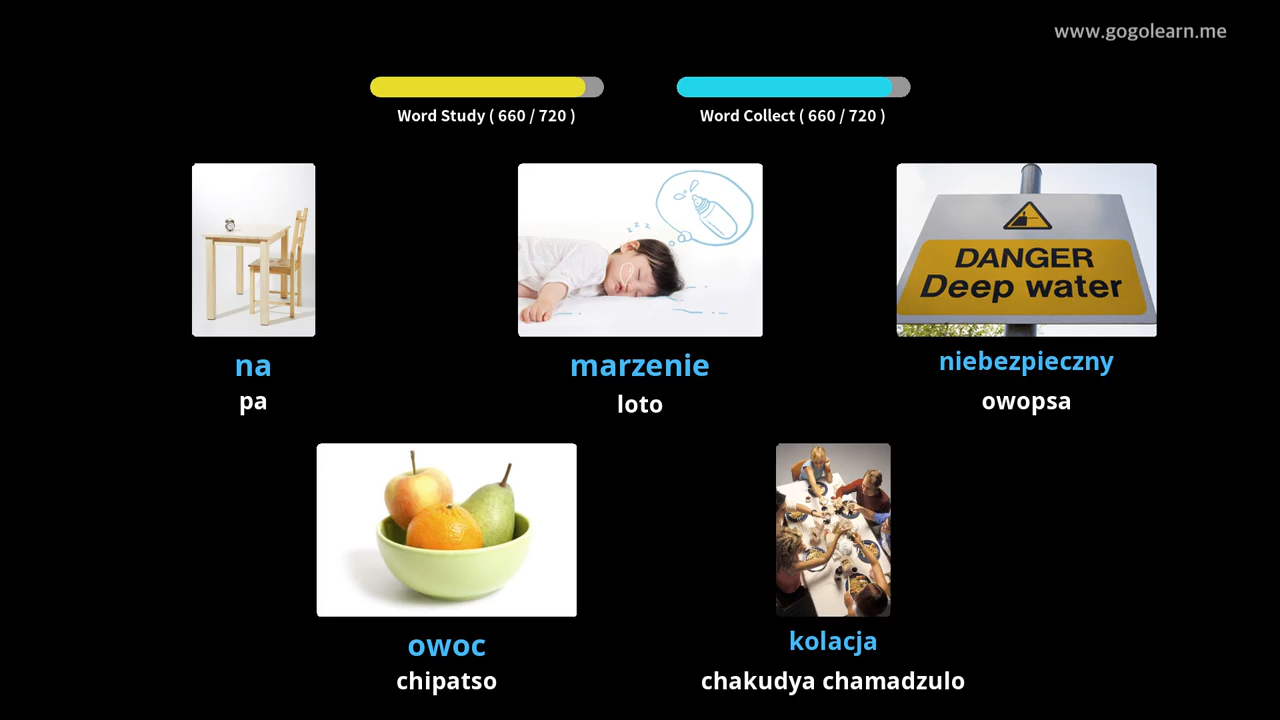 www.gogolearn.me
Word Study ( 660 / 720 )
Word Collect ( 660 / 720 )
z z z
DANGER
Deep water
na
pa
marzenie
loto
niebezpieczny
owopsa
owoc
chipatso
kolacja
chakudya chamadzulo